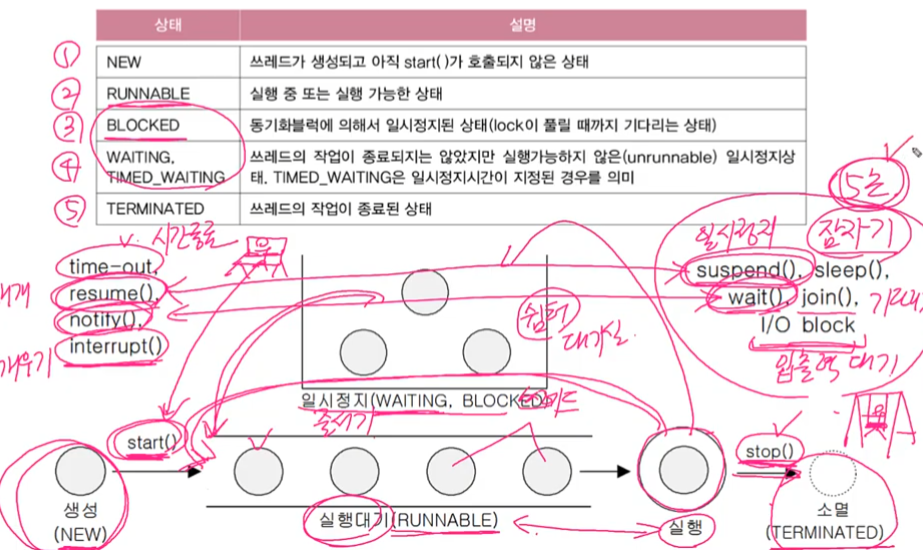 상태 설명
① NEW 쓰레드가 생성되고 아직 start( )가 호출되지 않은 상태
② RUNNABLE 실행 중 또는 실행 가능한 상태
③ BLOCKED 동기화블럭에 의해서 일시정지된 상태(lock이 풀릴 때까지 기다리는 상태)
④ WAITING, TIMED_WAITING 쓰레드의 작업이 종료되지는 않았지만 실행가능하지 않은(unrunnable) 일시정지상
태. TIMED_WAITING은 일시정지시간이 지정된 경우를 의미
⑤ TERMINATED 쓰레드의 작업이 종료된 상태
시간종료
time-out,
resume(),
notify(),
interrupt()
깨우기
일시정지
잠자기
suspend(), sleep(),
wait(), join(),
I/O block
입출력 대기
대기실
일시정지(WAITING, BLOCKED)
줄서기
start()
stop()
생성
(NEW)
실행대기(RUNNABLE)
실행
소멸
(TERMINATED)